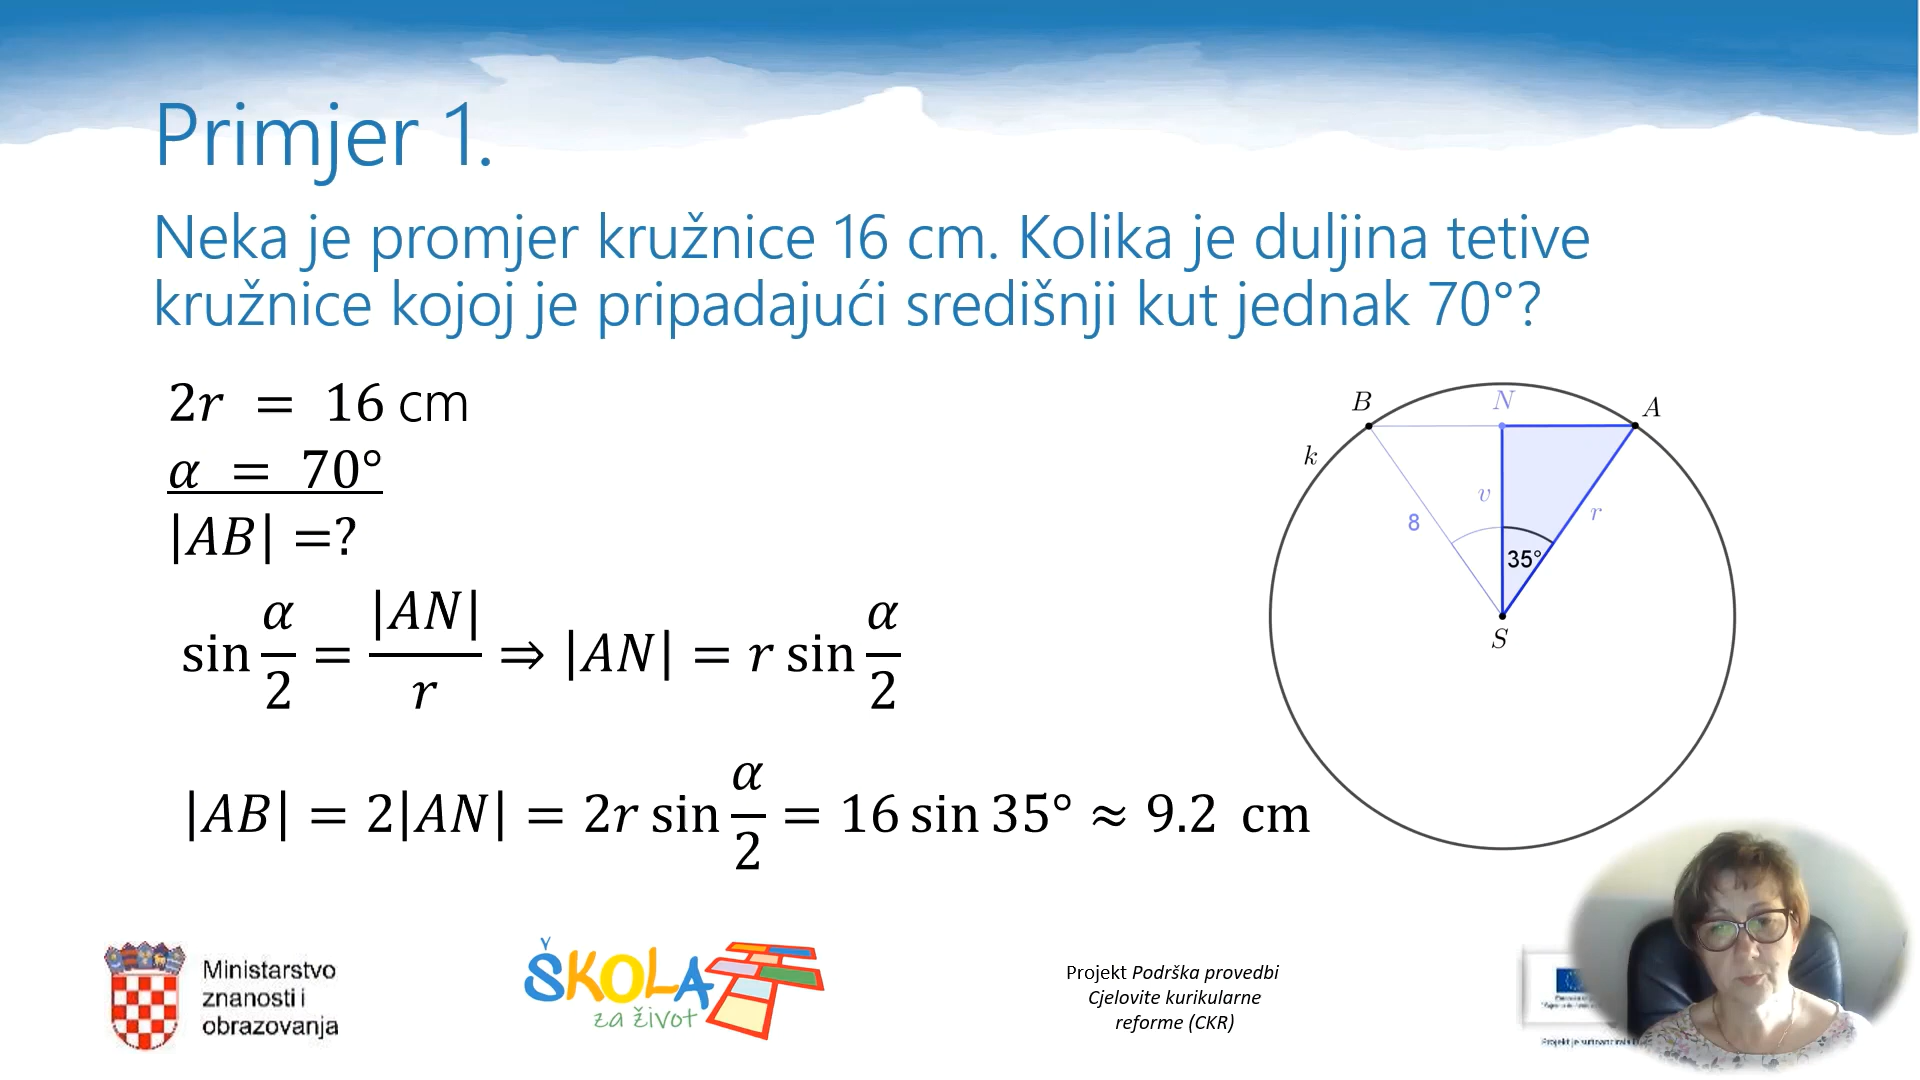 Primjer 1.
Neka je promjer kružnice 16 cm. Kolika je duljina tetive
kružnice kojoj je pripadajući središnji kut jednak 70°?
2r = 16 cm
α = 70°
|AB| =?
sin α/2 = |AN|/r ⇒ |AN| = r sin α/2
|AB| = 2|AN| = 2r sin α/2 = 16 sin 35° ≈ 9.2 cm
B
N
A
k
v
8
r
35°
S
Ministarstvo
znanosti i
obrazovanja
ŠKOLA
za život
Projekt Podrška provedbi
Cjelovite kurikularne
reforme (CKR)
Projekt je sufinancirala